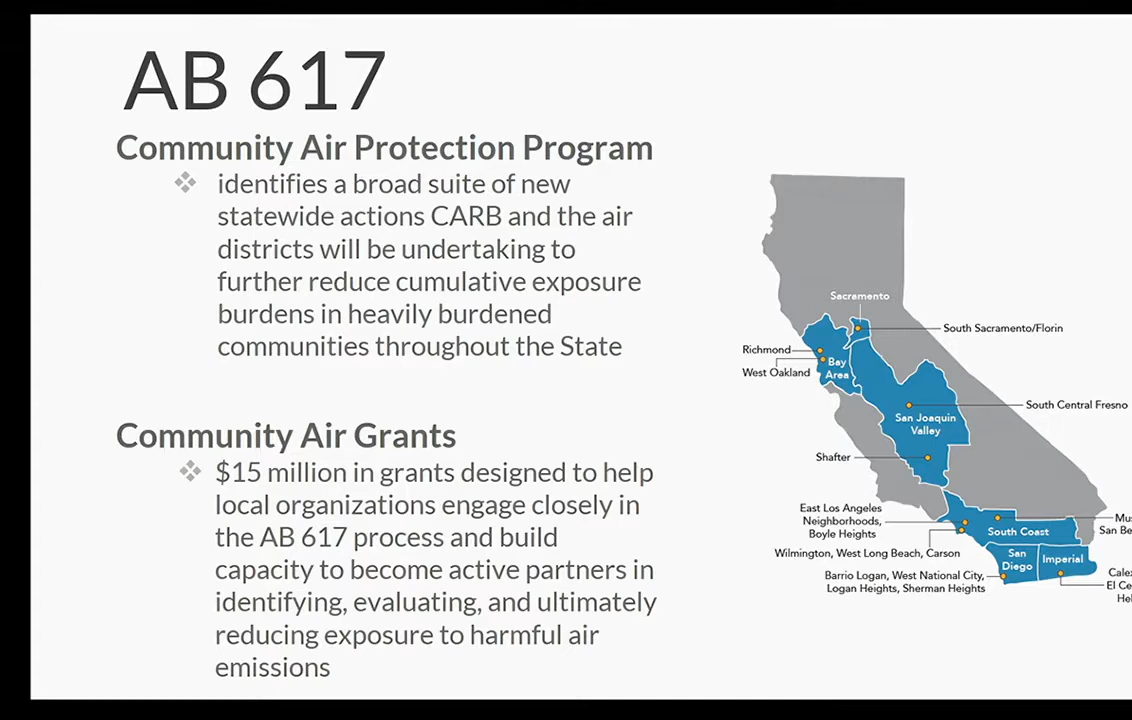 AB 617
Community Air Protection Program
identifies a broad suite of new
statewide actions CARB and the air
districts will be undertaking to
further reduce cumulative exposure
burdens in heavily burdened
communities throughout the State
Community Air Grants
$15 million in grants designed to help
local organizations engage closely in
the AB 617 process and build
capacity to become active partners in
identifying, evaluating, and ultimately
reducing exposure to harmful air
emissions
Sacramento
South Sacramento/Florin
Richmond
West Oakland
Bay
Area
South Central Fresno
San Joaquin
Valley
Shafter
East Los Angeles
Neighborhoods,
Boyle Heights
South Coast
San
Wilmington, West Long Beach, Carson
San
Diego
Imperial
Barrio Logan, West National City,
Logan Heights, Sherman Heights
El